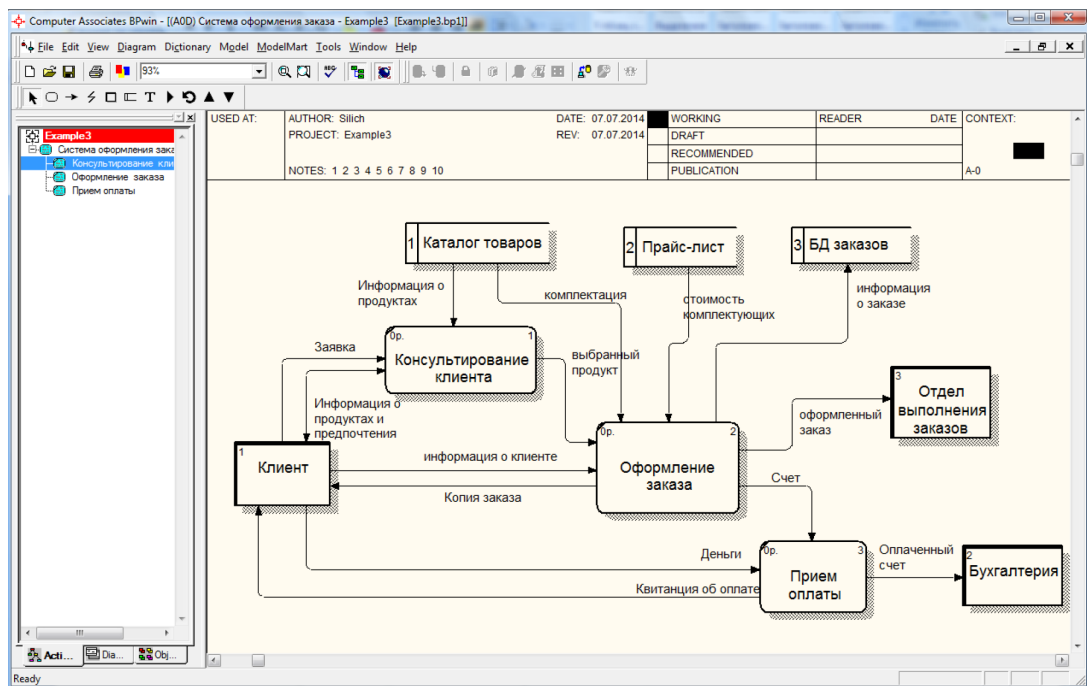 Computer Associates BPwin - [(A0D) Система оформления заказа - Example3 [Example3.bp1]]
File Edit View Diagram Dictionary Model ModelMart Tools Window Help
93%
USED AT:
AUTHOR: Silich
DATE: 07.07.2014
PROJECT: Example3
REV: 07.07.2014
NOTES: 1 2 3 4 5 6 7 8 9 10
WORKING
DRAFT
RECOMMENDED
PUBLICATION
READER DATE
CONTEXT:
A-0
Example3
Система оформления зака
Консультирование кли
Оформление заказа
Прием оплаты
1 Каталог товаров
2 Прайс-лист
3 БД заказов
Информация о
продуктах
комплектация
стоимость
комплектующих
информация
о заказе
Заявка
0р. 1
Консультирование
клиента
выбранный
продукт
3
Отдел
выполнения
заказов
Информация о
продуктах и
предпочтения
оформленный
заказ
1
Клиент
информация о клиенте
Копия заказа
0р. 2
Оформление
заказа
Счет
Деньги
Квитанция об оплате
0р. 3
Прием
оплаты
Оплаченный
счет
2
Бухгалтерия
Acti... Dia... Obj...
Ready